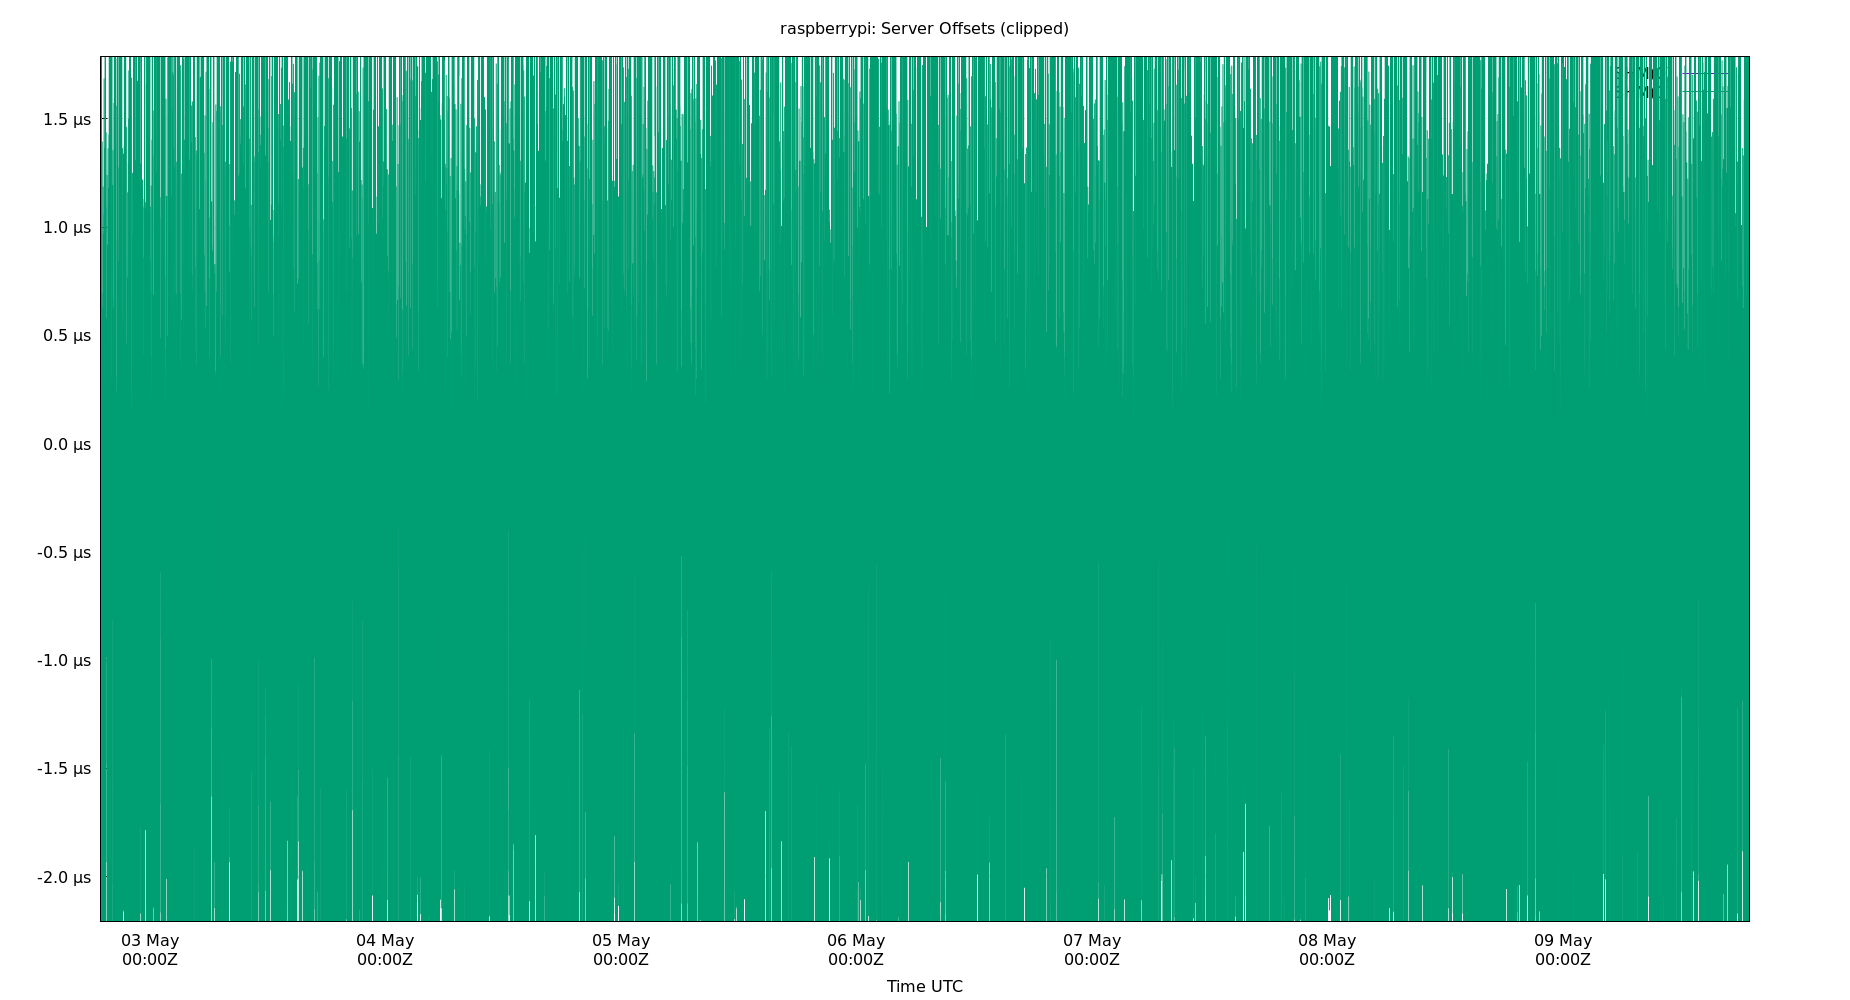 raspberrypi: Server Offsets (clipped)
1.5 µs
1.0 µs
0.5 µs
0.0 µs
-0.5 µs
-1.0 µs
-1.5 µs
-2.0 µs
03 May 04 May 05 May 06 May 07 May 08 May 09 May
00:00Z 00:00Z 00:00Z 00:00Z 00:00Z 00:00Z 00:00Z
Time UTC